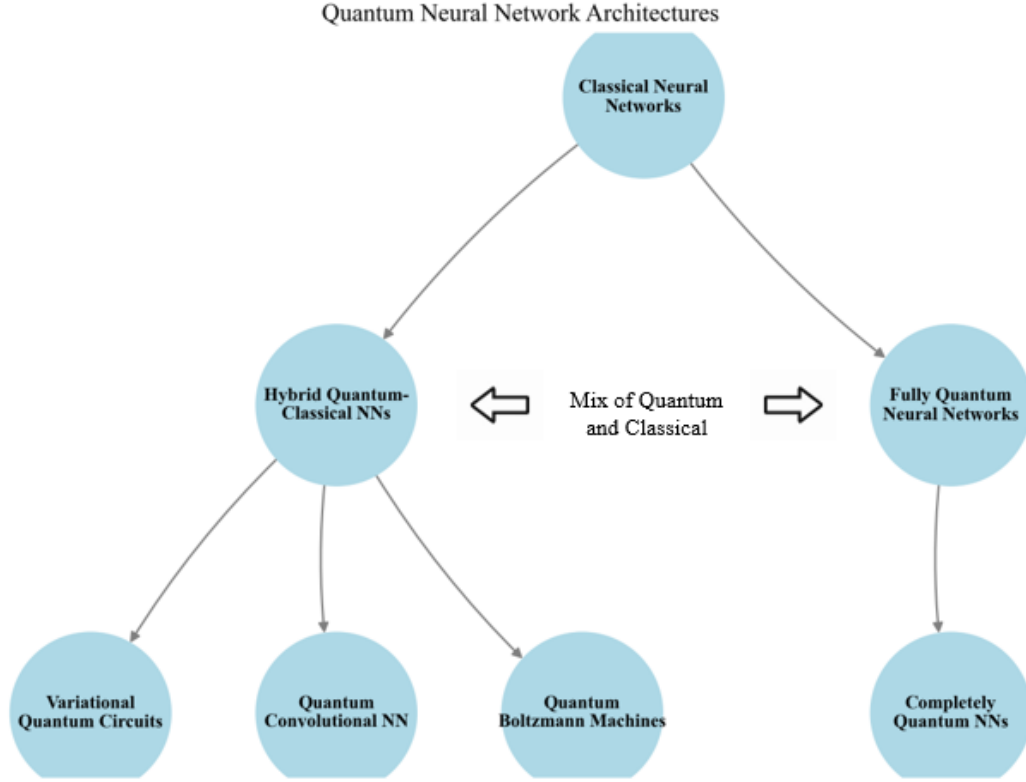 Quantum Neural Network Architectures
Classical Neural
Networks
Hybrid Quantum-
Classical NNs
Mix of Quantum
and Classical
Fully Quantum
Neural Networks
Variational
Quantum Circuits
Quantum
Convolutional NN
Quantum
Boltzmann Machines
Completely
Quantum NNs